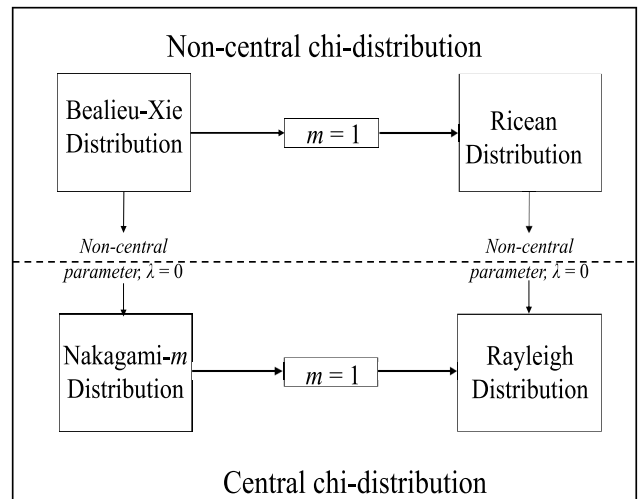 Non-central chi-distribution
Bealieu-Xie
Distribution
m = 1
Ricean
Distribution
Non-central
parameter, λ = 0
Non-central
parameter, λ = 0
Nakagami-m
Distribution
m = 1
Rayleigh
Distribution
Central chi-distribution